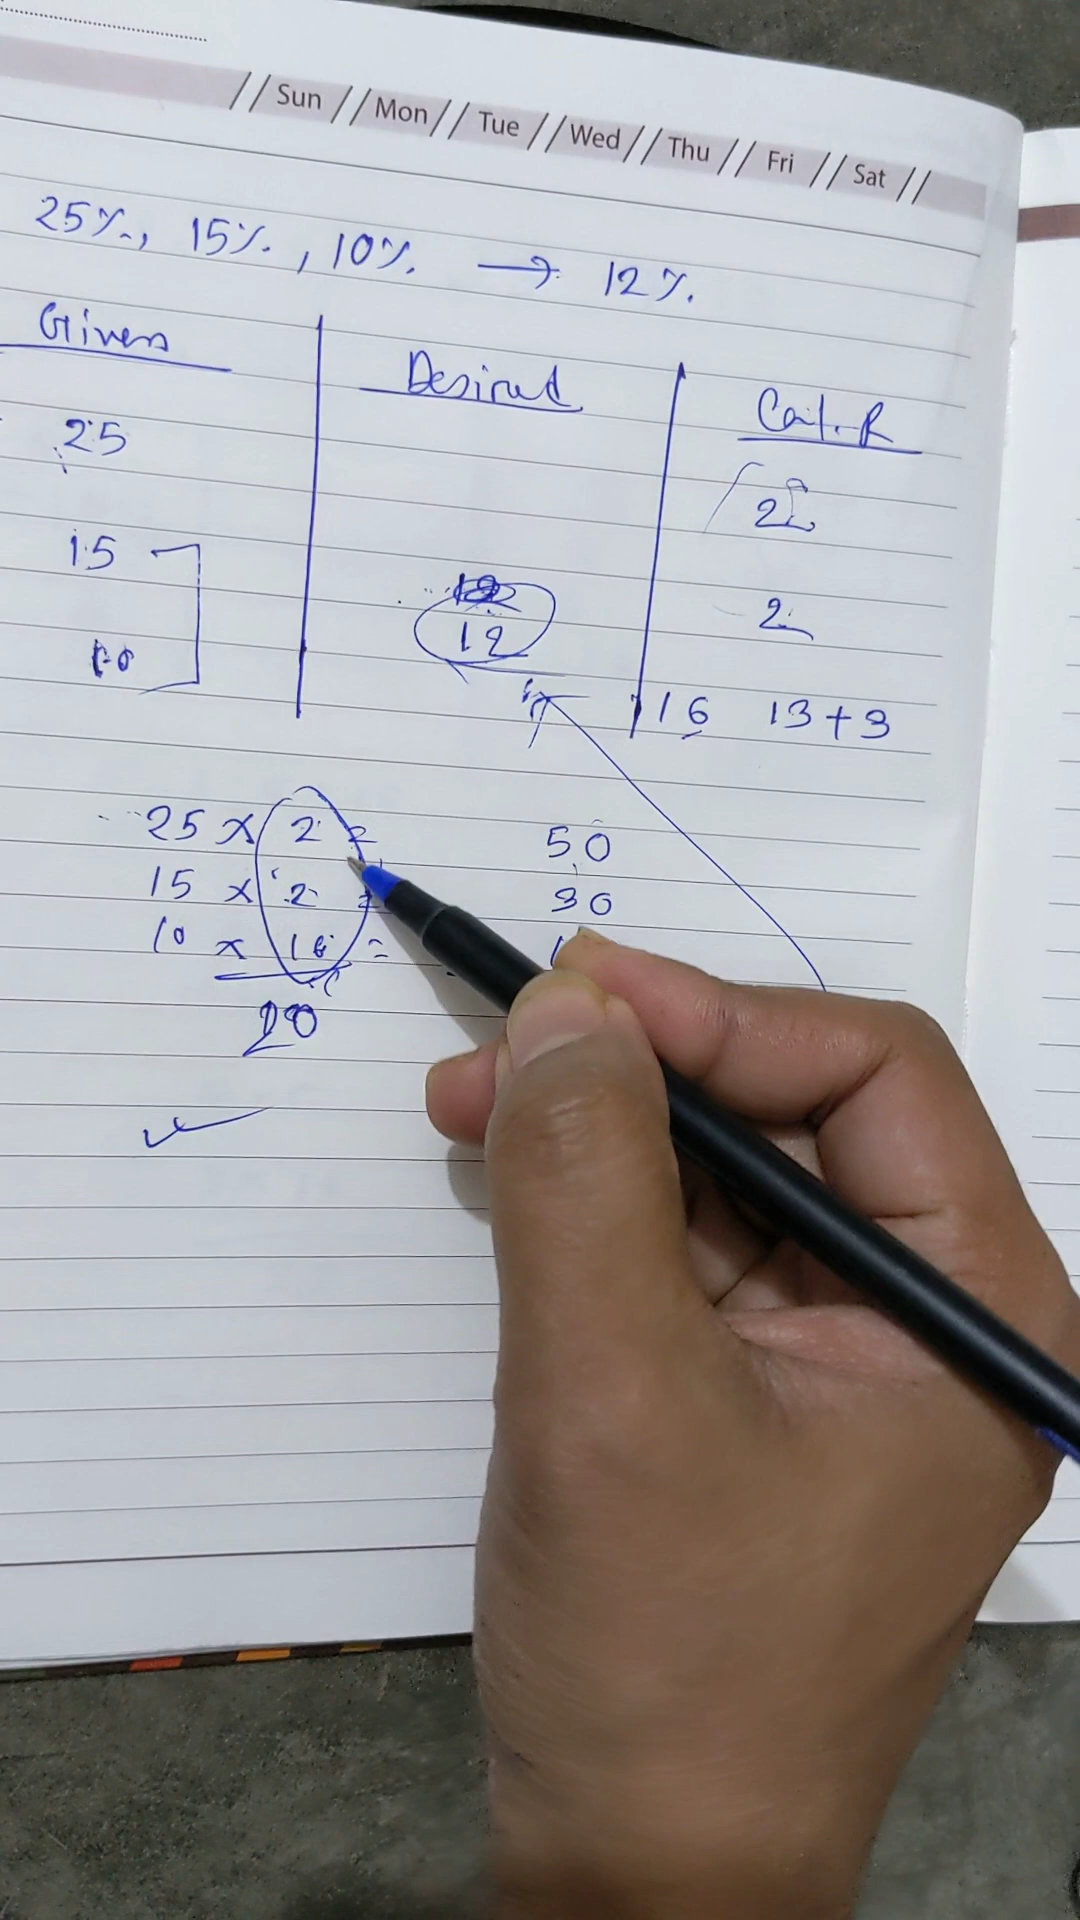 // Sun // Mon // Tue // Wed // Thu // Fri // Sat //
25%, 15%, 10% → 12%.
Given Desired Cal. R
25 2
15 12 2
10
16 13+3
25 × 2 = 50
15 × 2 = 30
10 × 16 =
20